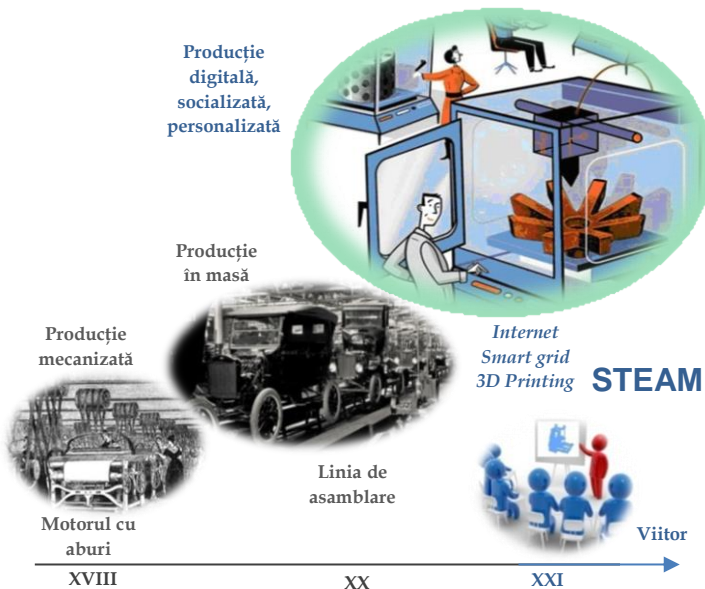 Producție
digitală,
socializată,
personalizată
Producție
în masă
Producție
mecanizată
Internet
Smart grid
3D Printing
STEAM
Linia de
asamblare
Motorul cu
aburi
Viitor
XVIII
XX
XXI